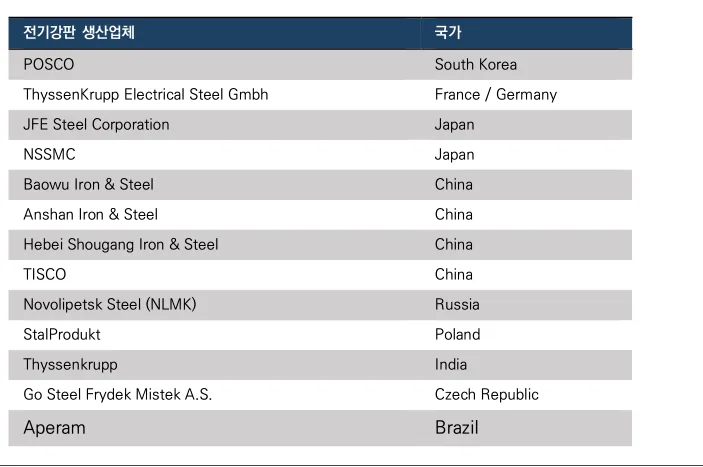 전기강판 생산업체 국가
POSCO South Korea
ThyssenKrupp Electrical Steel Gmbh France / Germany
JFE Steel Corporation Japan
NSSMC Japan
Baowu Iron & Steel China
Anshan Iron & Steel China
Hebei Shougang Iron & Steel China
TISCO China
Novolipetsk Steel (NLMK) Russia
StalProdukt Poland
Thyssenkrupp India
Go Steel Frydek Mistek A.S. Czech Republic
Aperam Brazil